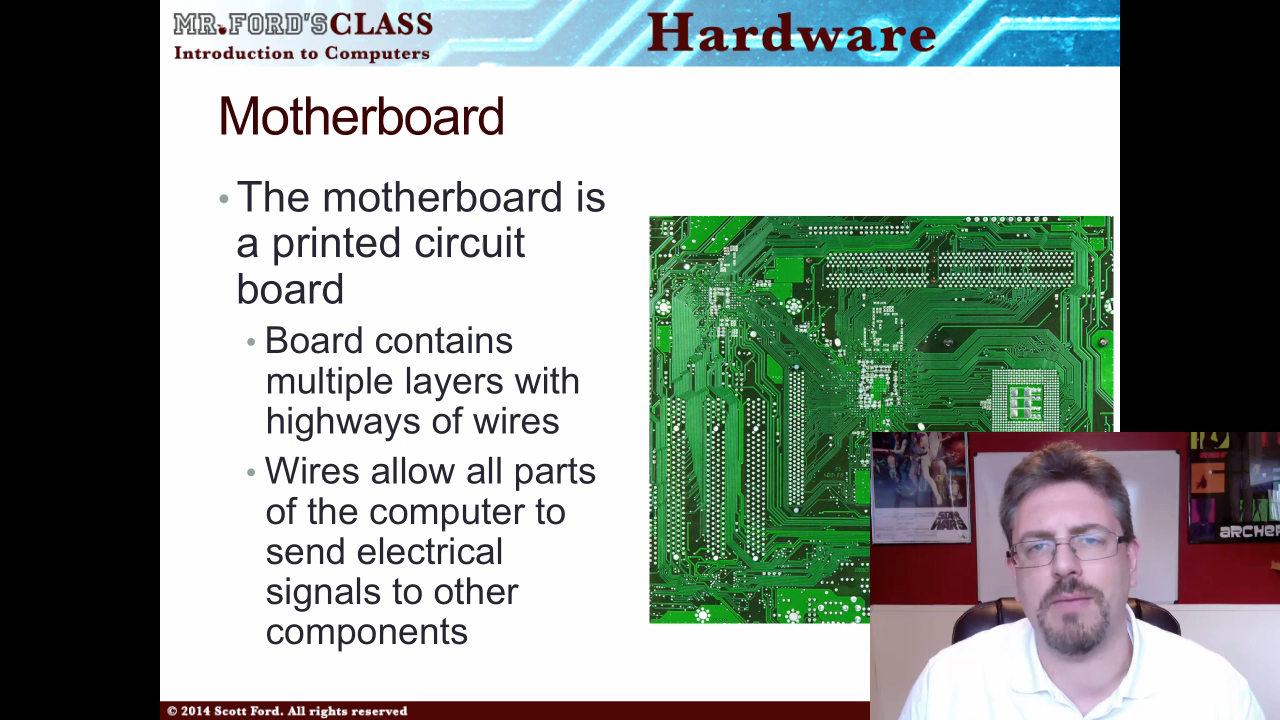 MR.FORD'S CLASS
Introduction to Computers
Hardware
Motherboard
• The motherboard is
a printed circuit
board
• Board contains
multiple layers with
highways of wires
• Wires allow all parts
of the computer to
send electrical
signals to other
components
STAR
WARS
ARCHER
© 2014 Scott Ford. All rights reserved